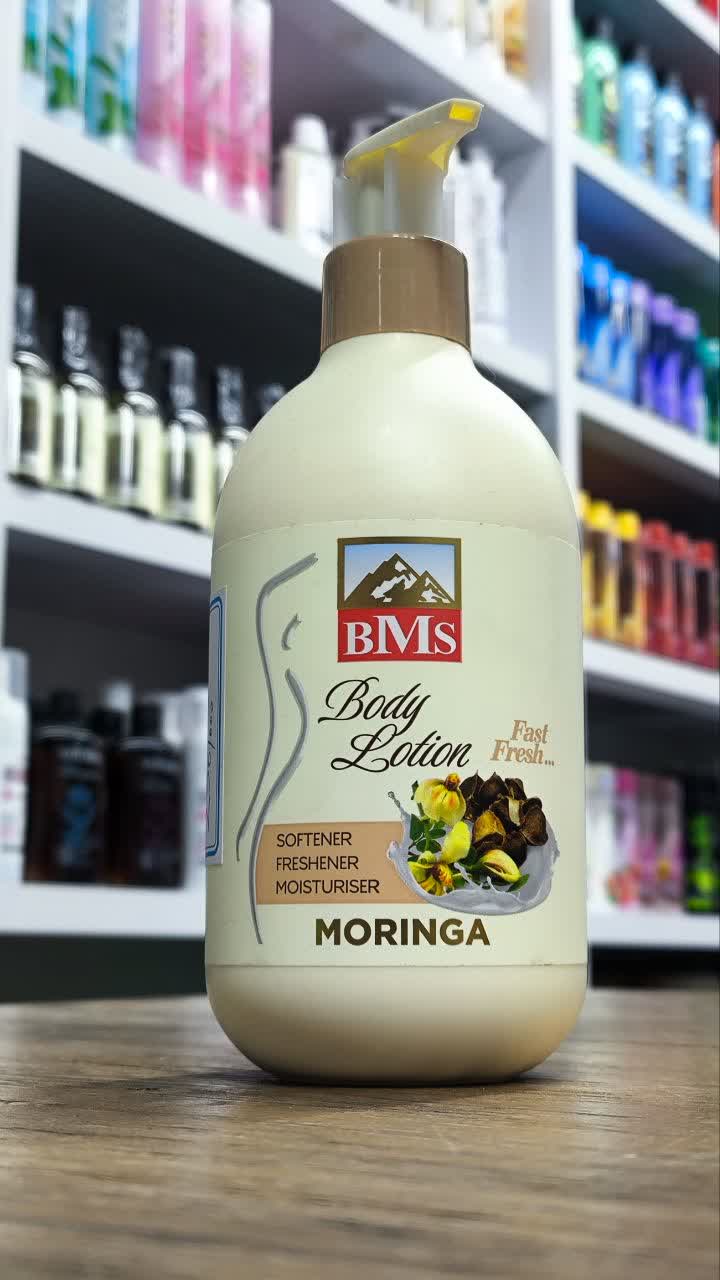 BMS
Body
Lotion
Fast
Fresh...
SOFTENER
FRESHENER
MOISTURISER
MORINGA